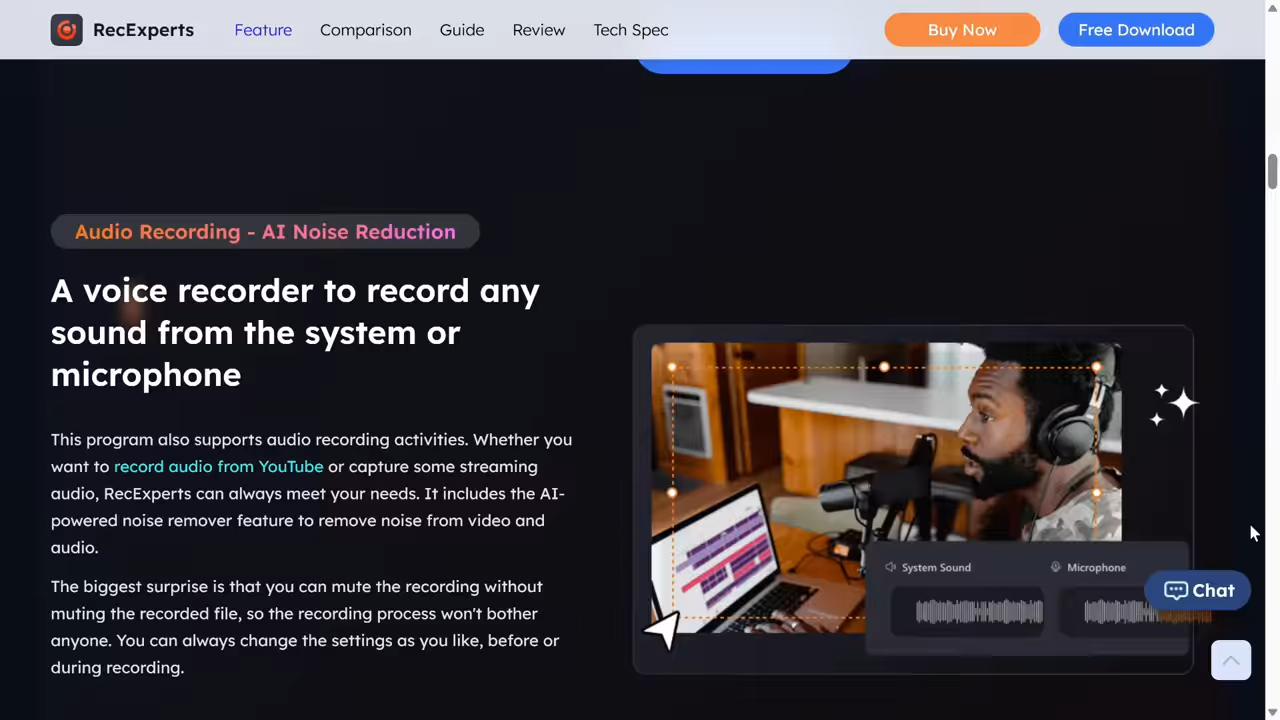 RecExperts
Feature
Comparison
Guide
Review
Tech Spec
Buy Now
Free Download
Audio Recording - AI Noise Reduction
A voice recorder to record any
sound from the system or
microphone
This program also supports audio recording activities. Whether you
want to record audio from YouTube or capture some streaming
audio, RecExperts can always meet your needs. It includes the AI-
powered noise remover feature to remove noise from video and
audio.
The biggest surprise is that you can mute the recording without
muting the recorded file, so the recording process won't bother
anyone. You can always change the settings as you like, before or
during recording.
System Sound
Microphone
Chat